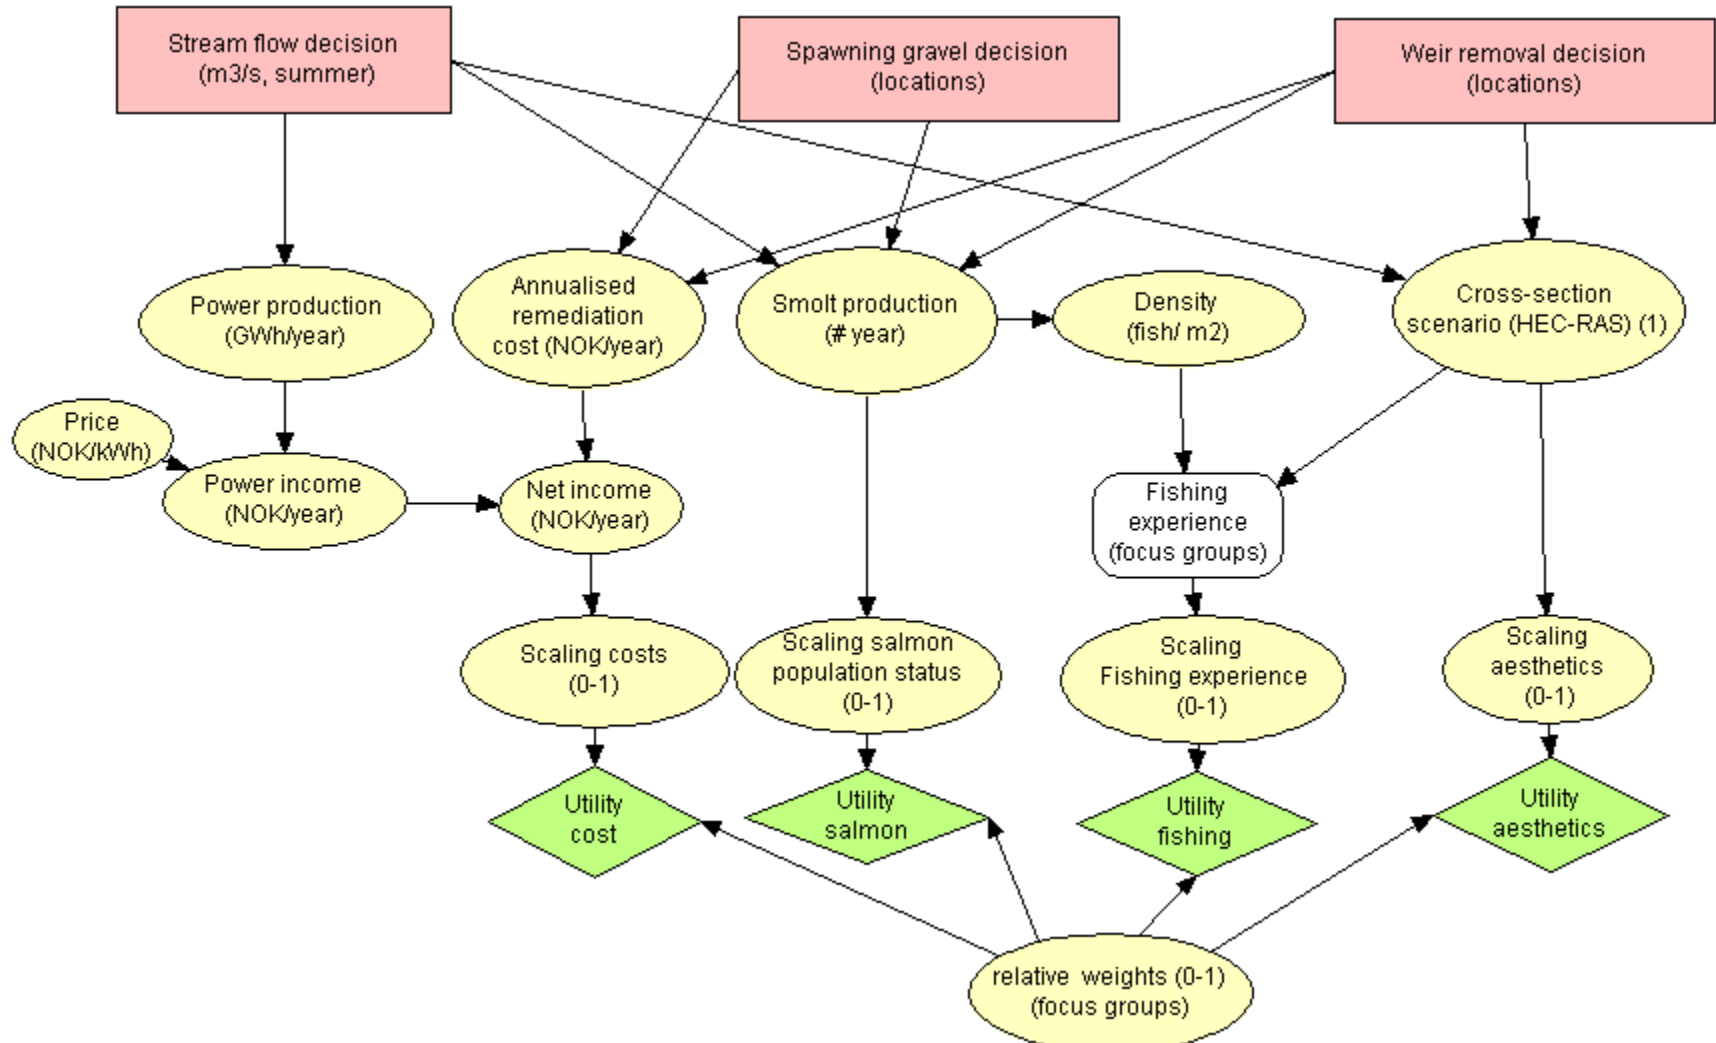 Stream flow decision
(m3/s, summer)
Spawning gravel decision
(locations)
Weir removal decision
(locations)
Power production
(GWh/year)
Annualised
remediation
cost (NOK/year)
Smolt production
(# year)
Density
(fish/ m2)
Cross-section
scenario (HEC-RAS) (1)
Price
(NOK/kWh)
Power income
(NOK/year)
Net income
(NOK/year)
Fishing
experience
(focus groups)
Scaling costs
(0-1)
Scaling salmon
population status
(0-1)
Scaling
Fishing experience
(0-1)
Scaling
aesthetics
(0-1)
Utility
cost
Utility
salmon
Utility
fishing
Utility
aesthetics
relative weights (0-1)
(focus groups)